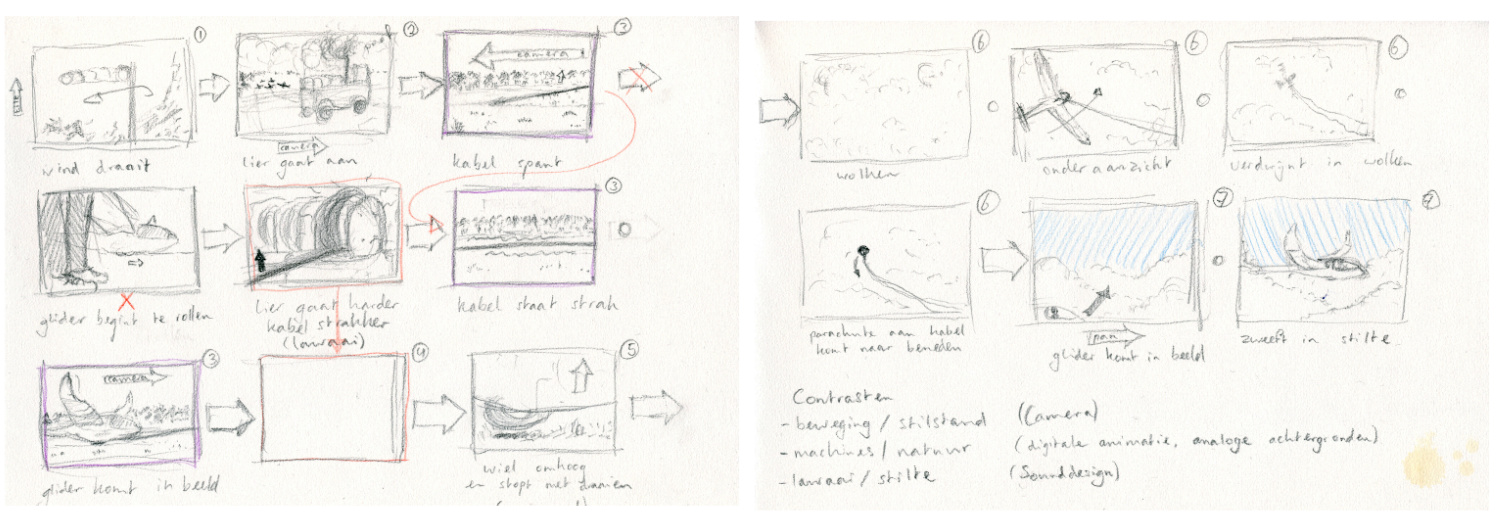 1
wind draait
2
poef
camera
lier gaat aan
3
camera
kabel spant
glider begint te rollen
lier gaat harder
kabel strakker
(lawaai)
3
kabel staat strak
3
camera
glider komt in beeld
4
5
wiel omhoog
en stopt met draaien
6
wolken
6
onderaanzicht
6
verdwijnt in wolken
6
parachute aan kabel
komt naar beneden
7
pan
glider komt in beeld
7
zweeft in stilte
Contrasten
- beweging / stilstand (Camera)
- machines / natuur (digitale animatie, analoge achtergronden)
- lawaai / stilte (Sounddesign)